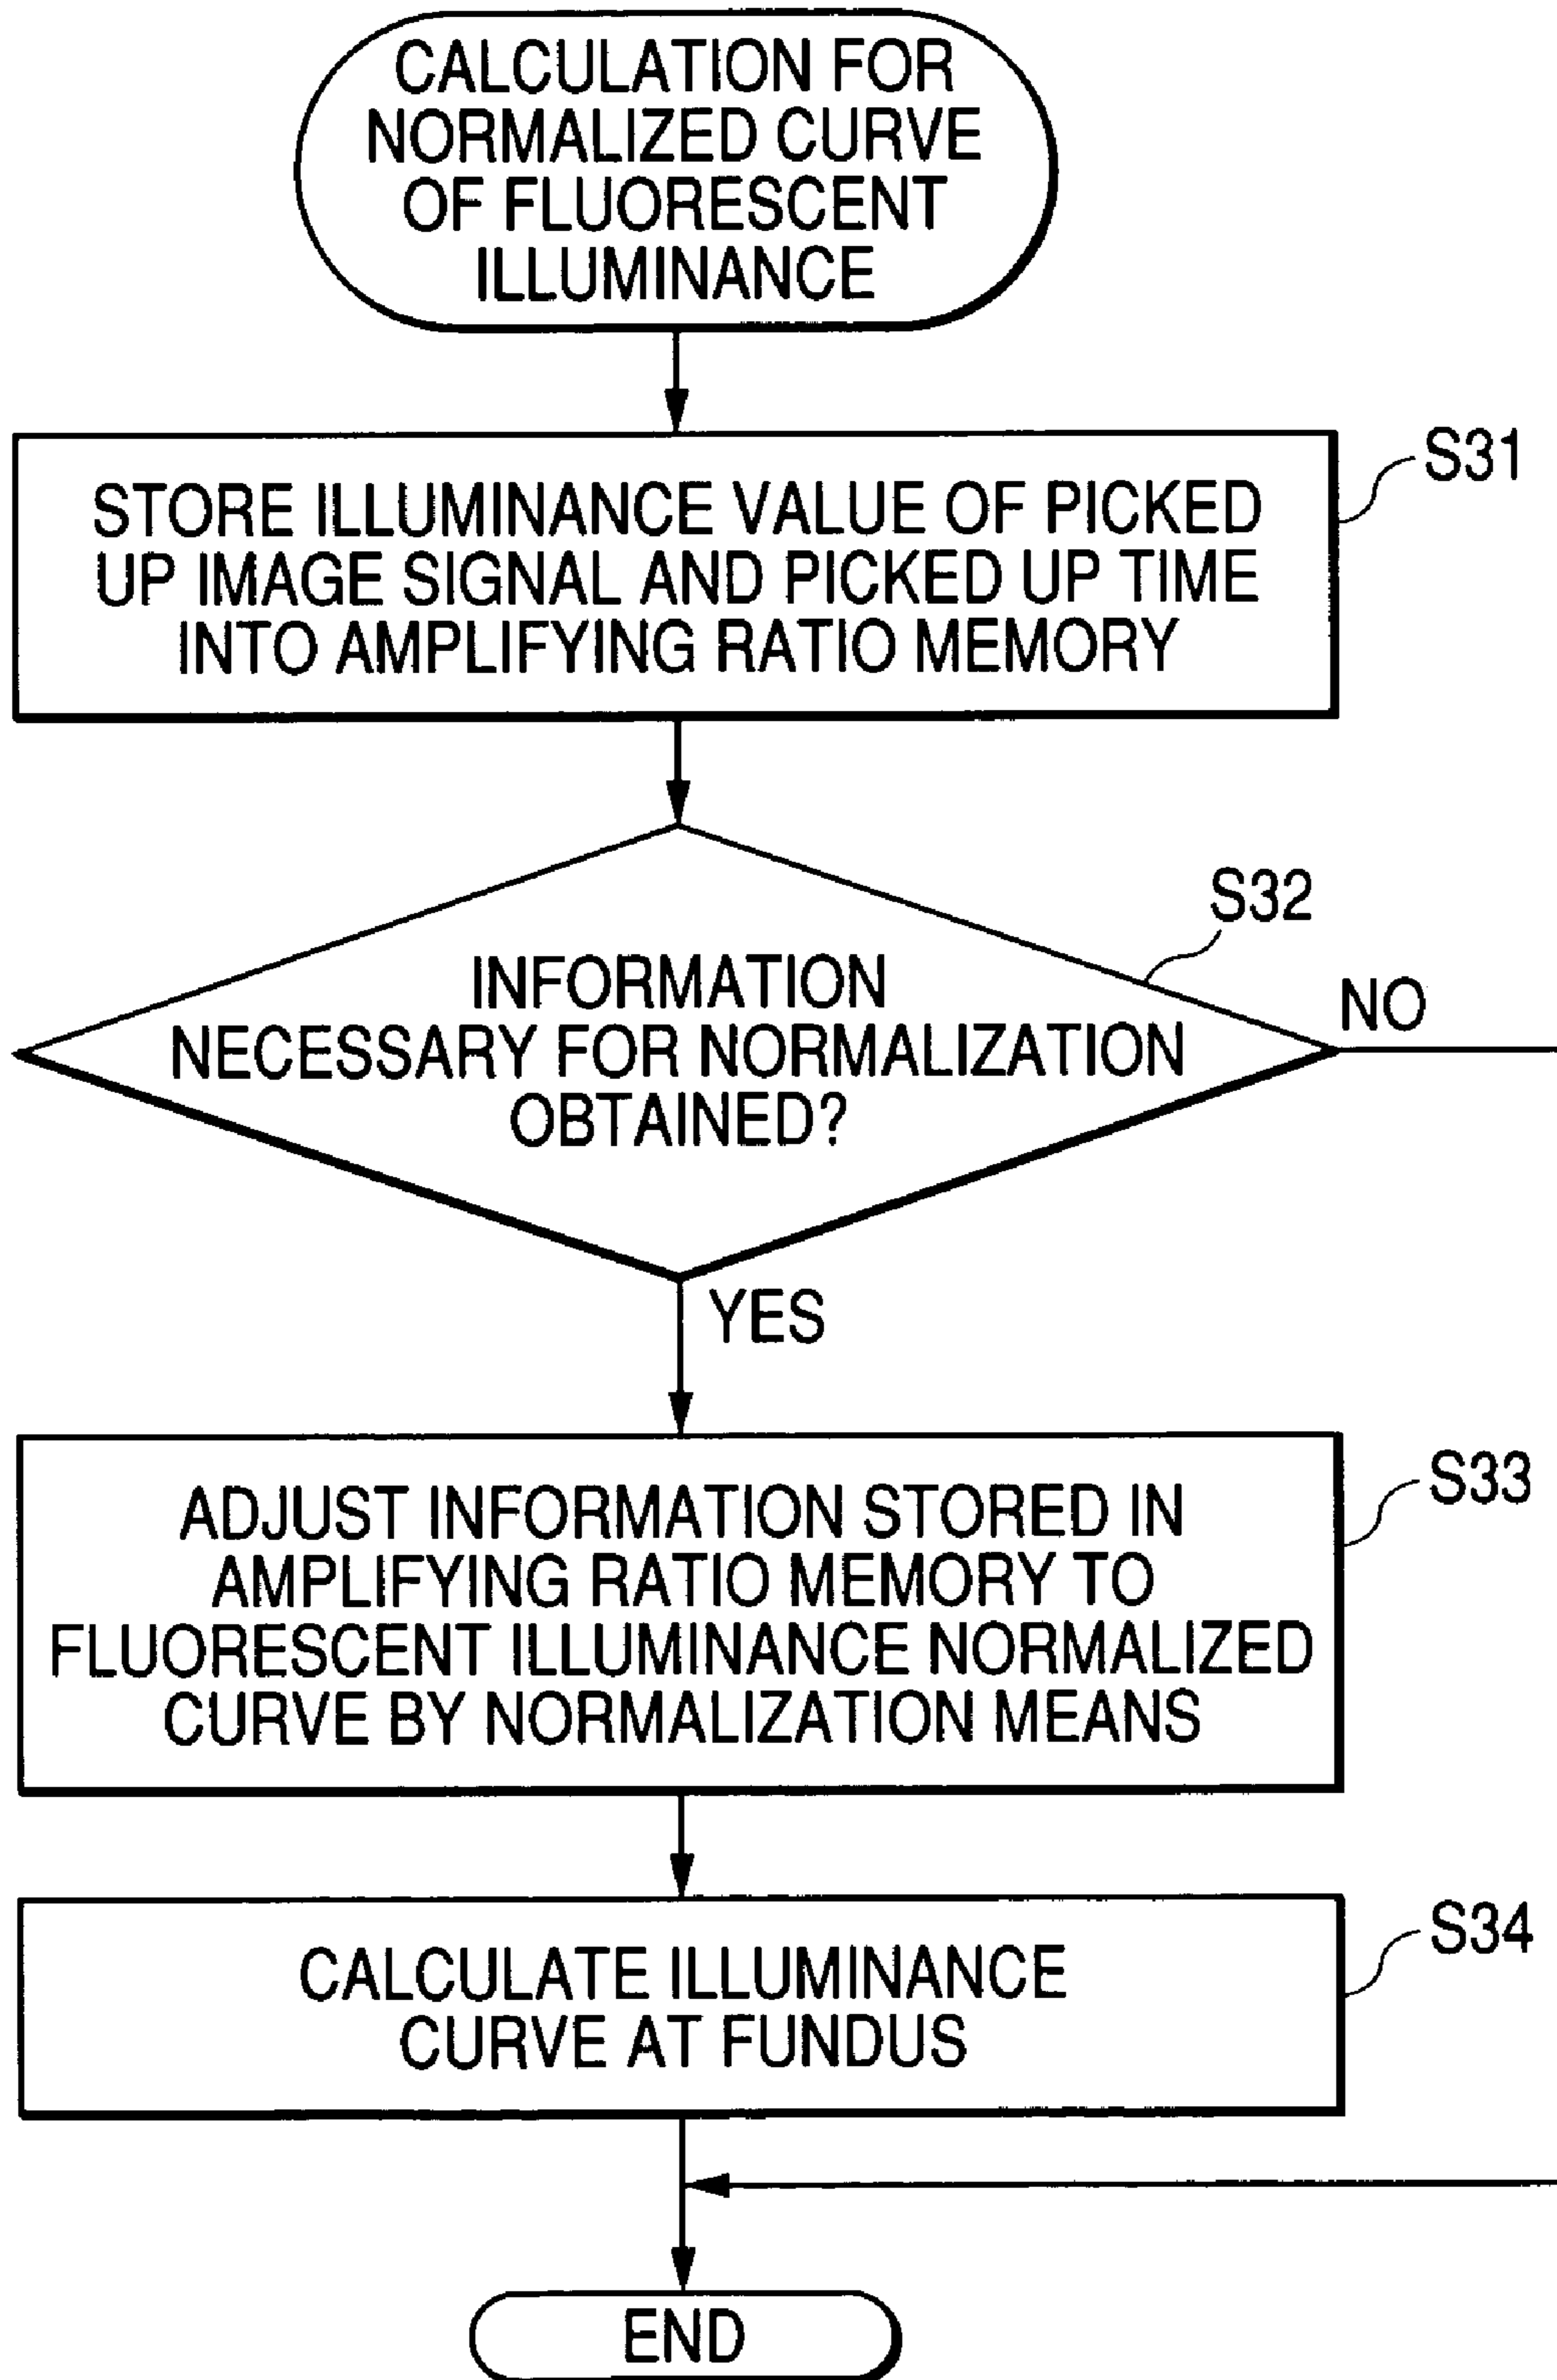 CALCULATION FOR
NORMALIZED CURVE
OF FLUORESCENT
ILLUMINANCE
S31
STORE ILLUMINANCE VALUE OF PICKED
UP IMAGE SIGNAL AND PICKED UP TIME
INTO AMPLIFYING RATIO MEMORY
S32
INFORMATION
NECESSARY FOR NORMALIZATION
OBTAINED?
NO
YES
S33
ADJUST INFORMATION STORED IN
AMPLIFYING RATIO MEMORY TO
FLUORESCENT ILLUMINANCE NORMALIZED
CURVE BY NORMALIZATION MEANS
S34
CALCULATE ILLUMINANCE
CURVE AT FUNDUS
END